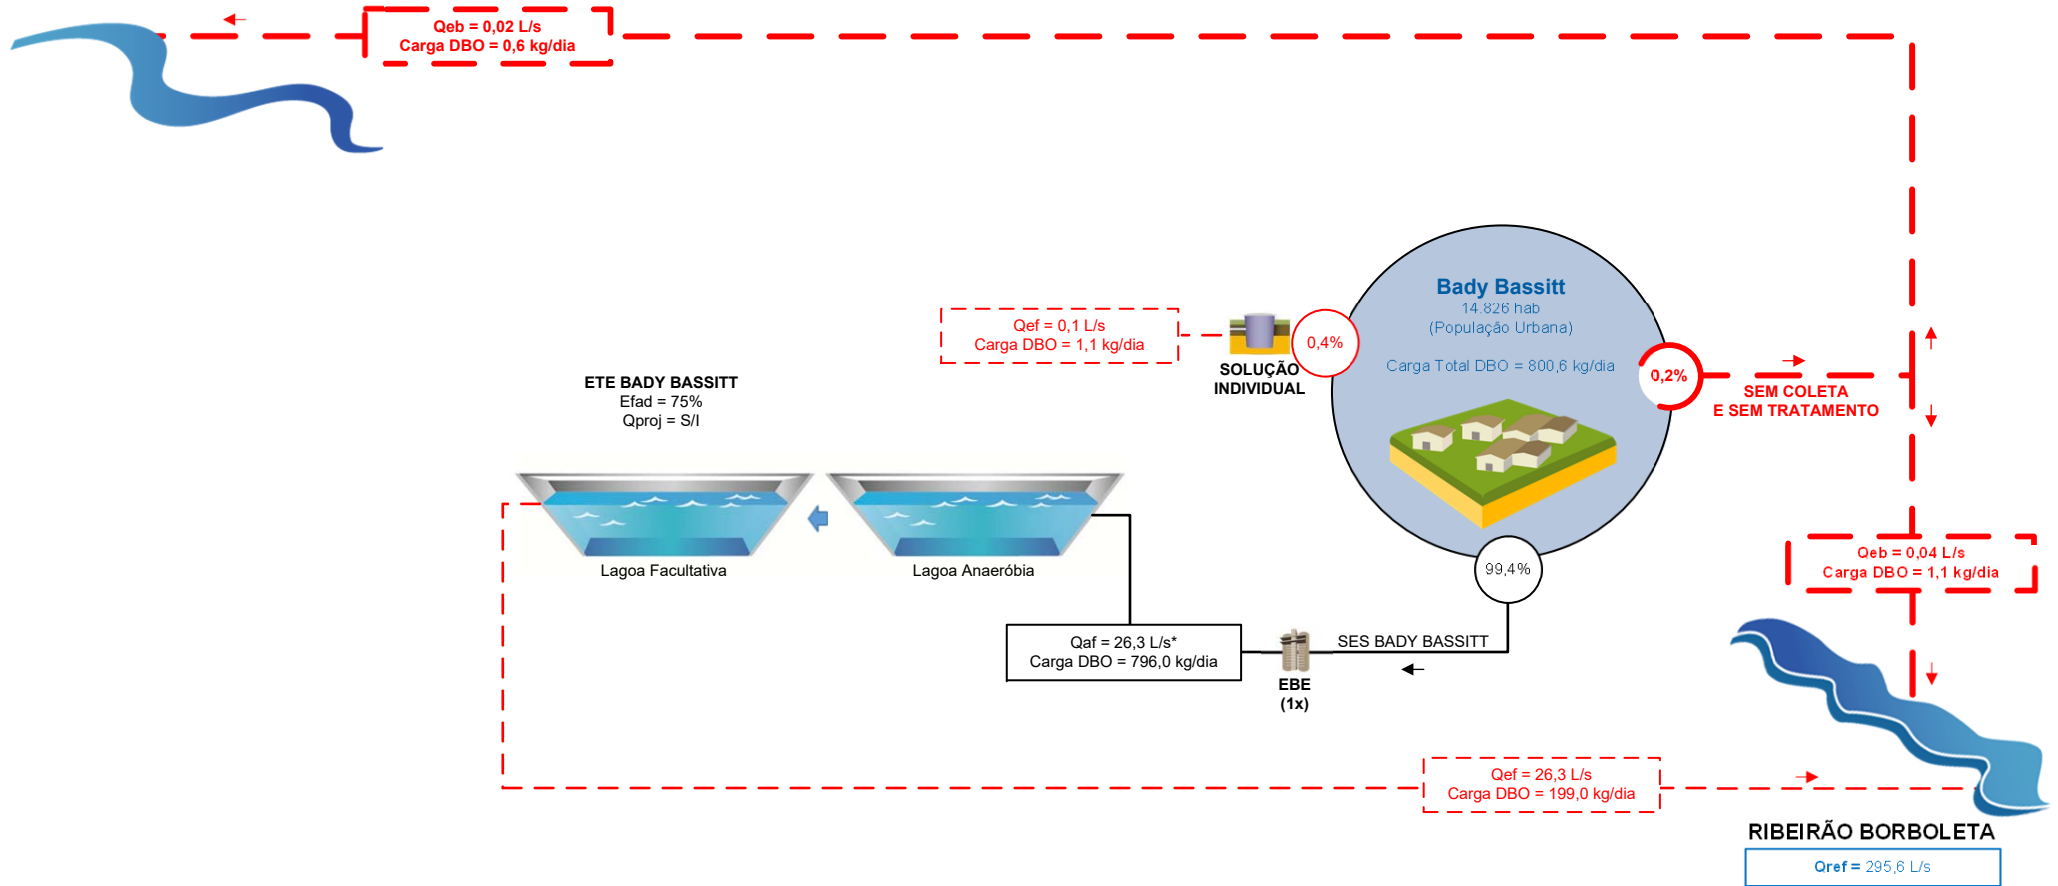 Qeb = 0,02 L/s
Carga DBO = 0,6 kg/dia
Bady Bassitt
14.826 hab
(População Urbana)
Carga Total DBO = 800,6 kg/dia
Qef = 0,1 L/s
Carga DBO = 1,1 kg/dia
0,4%
SOLUÇÃO
INDIVIDUAL
0,2%
SEM COLETA
E SEM TRATAMENTO
ETE BADY BASSITT
Efad = 75%
Qproj = S/I
Lagoa Facultativa
Lagoa Anaeróbia
99,4%
Qeb = 0,04 L/s
Carga DBO = 1,1 kg/dia
Qaf = 26,3 L/s*
Carga DBO = 796,0 kg/dia
SES BADY BASSITT
EBE
(1x)
Qef = 26,3 L/s
Carga DBO = 199,0 kg/dia
RIBEIRÃO BORBOLETA
Qref = 295,6 L/s